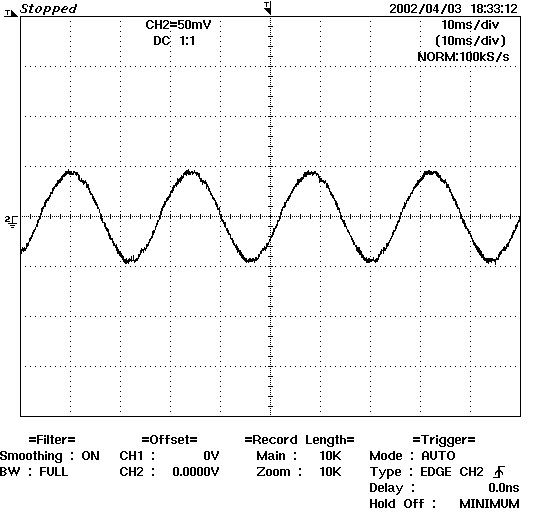 Stopped
T
2002/04/03 18:33:12
CH2=50mV
DC 1:1
10ms/div
(10ms/div)
NORM:100kS/s
T
2
=Filter=
Smoothing : ON
BW : FULL
=Offset=
CH1 : 0V
CH2 : 0.0000V
=Record Length=
Main : 10K
Zoom : 10K
=Trigger=
Mode : AUTO
Type : EDGE CH2
Delay : 0.0ns
Hold Off : MINIMUM